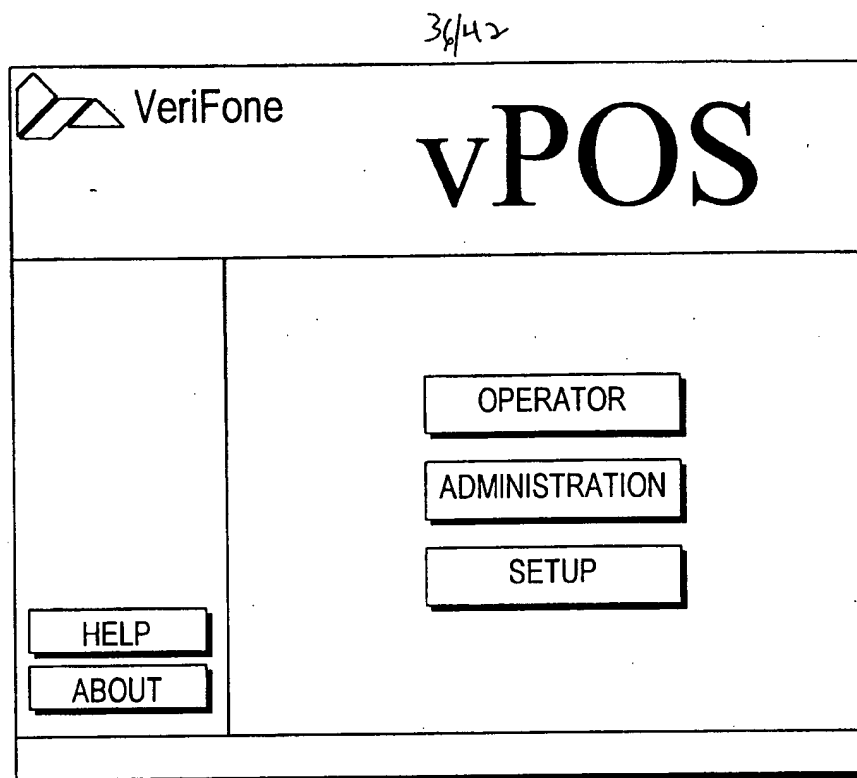 36/42
VeriFone
vPOS
OPERATOR
ADMINISTRATION
SETUP
HELP
ABOUT